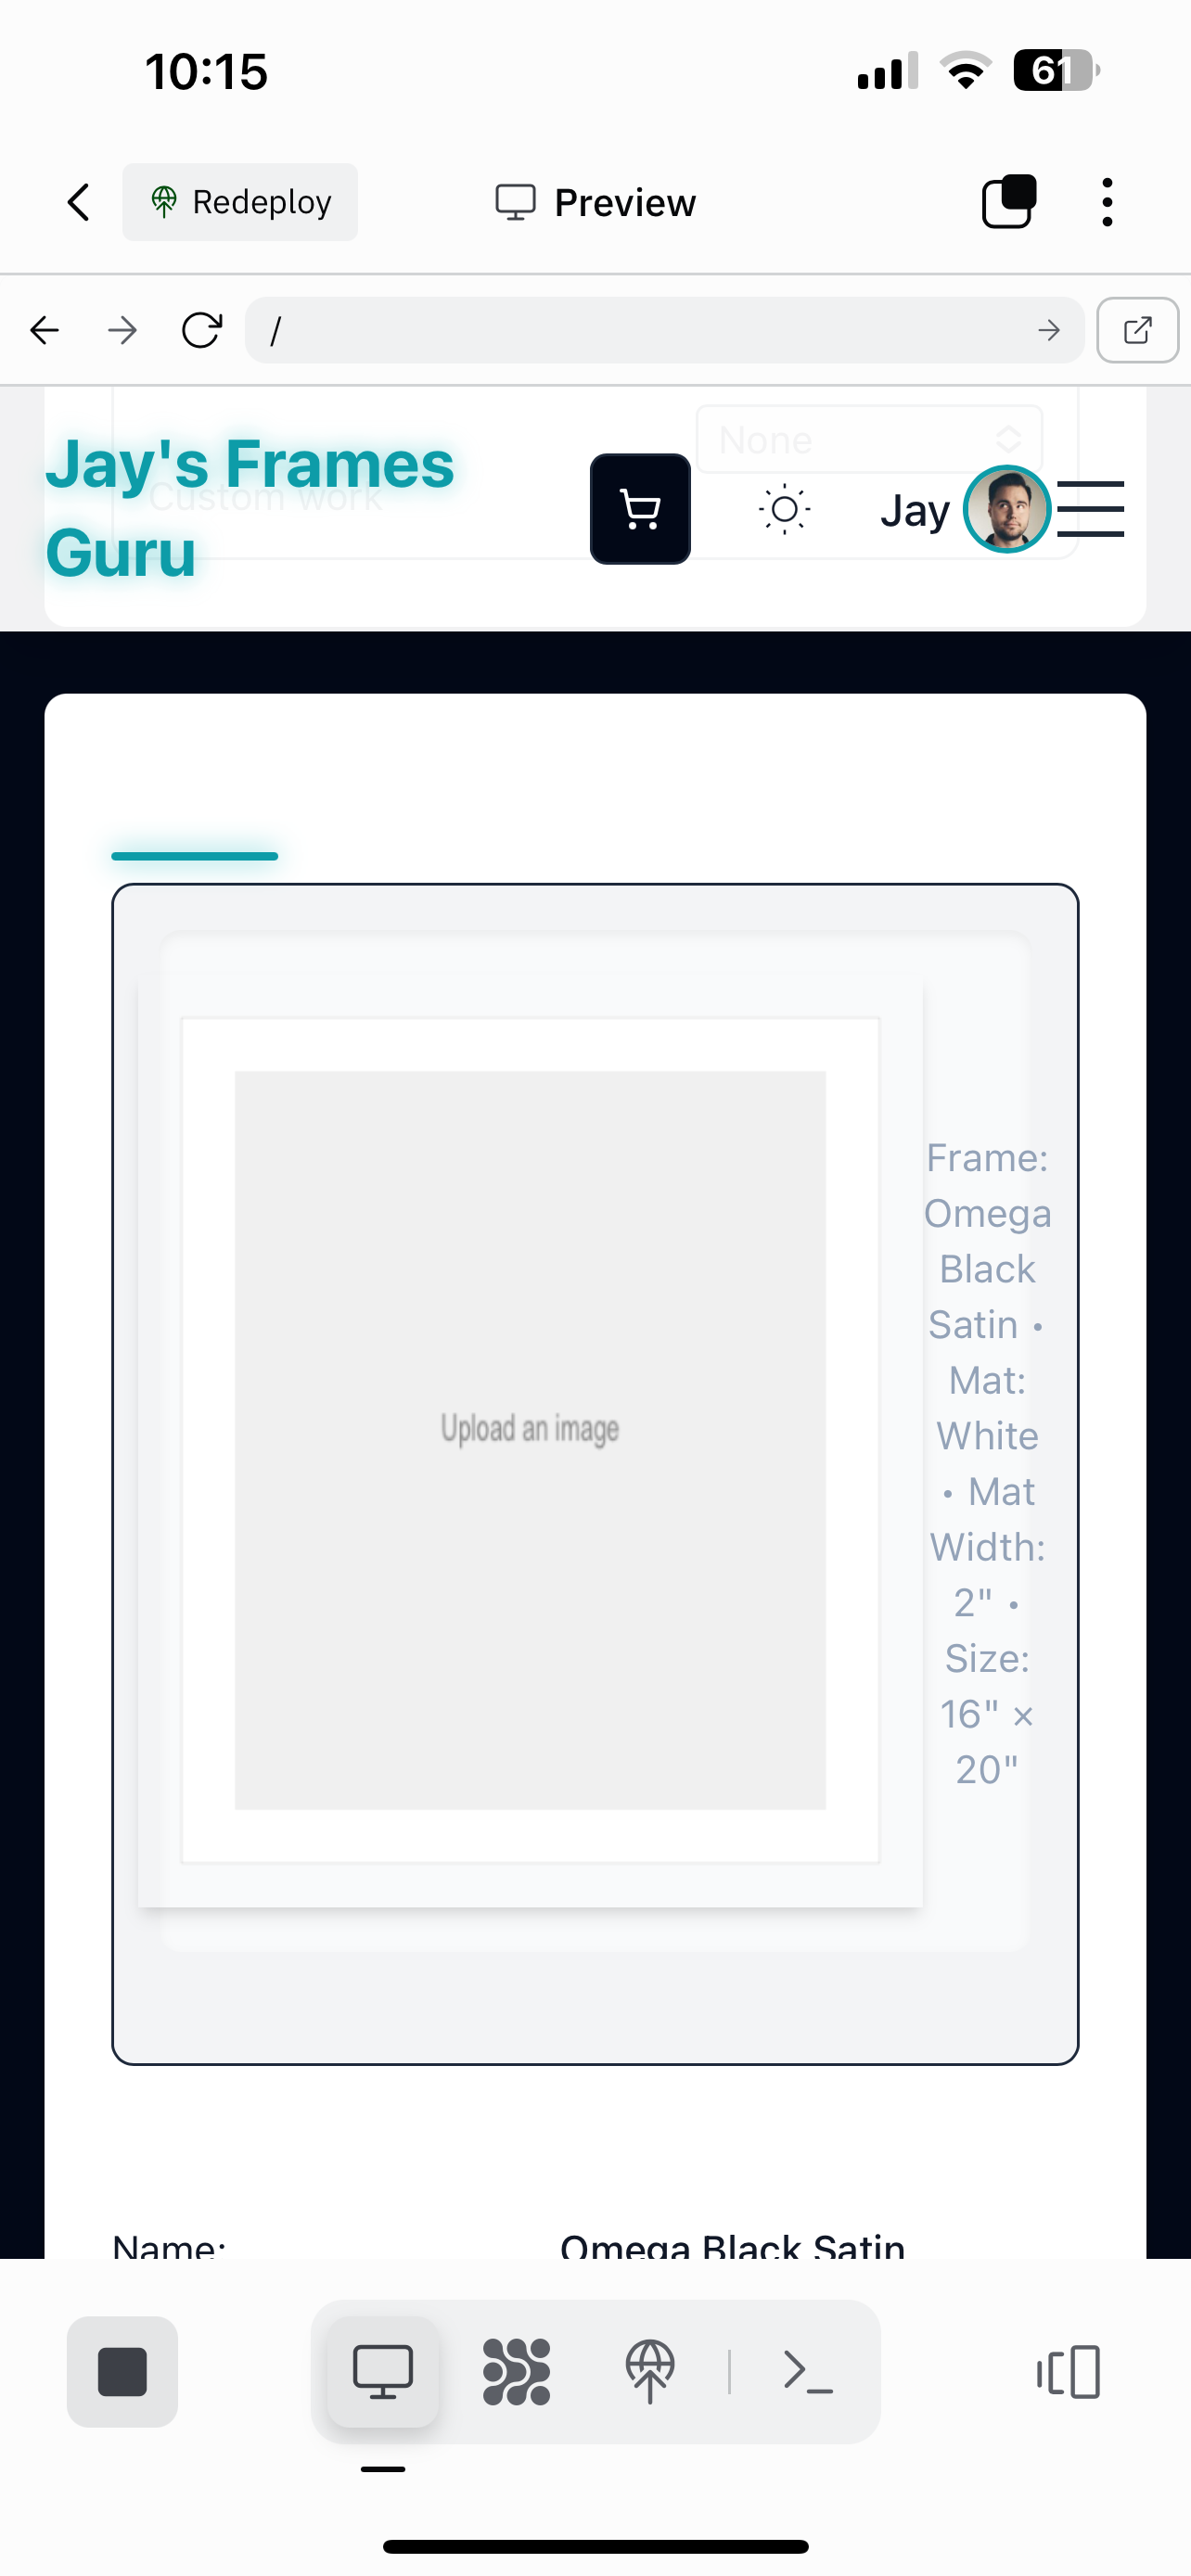 10:15
61
Redeploy
Preview
/
None
Custom work
Jay's Frames
Guru
Jay
Upload an image
Frame:
Omega
Black
Satin •
Mat:
White
• Mat
Width:
2" •
Size:
16" ×
20"
Name:
Omega Black Satin